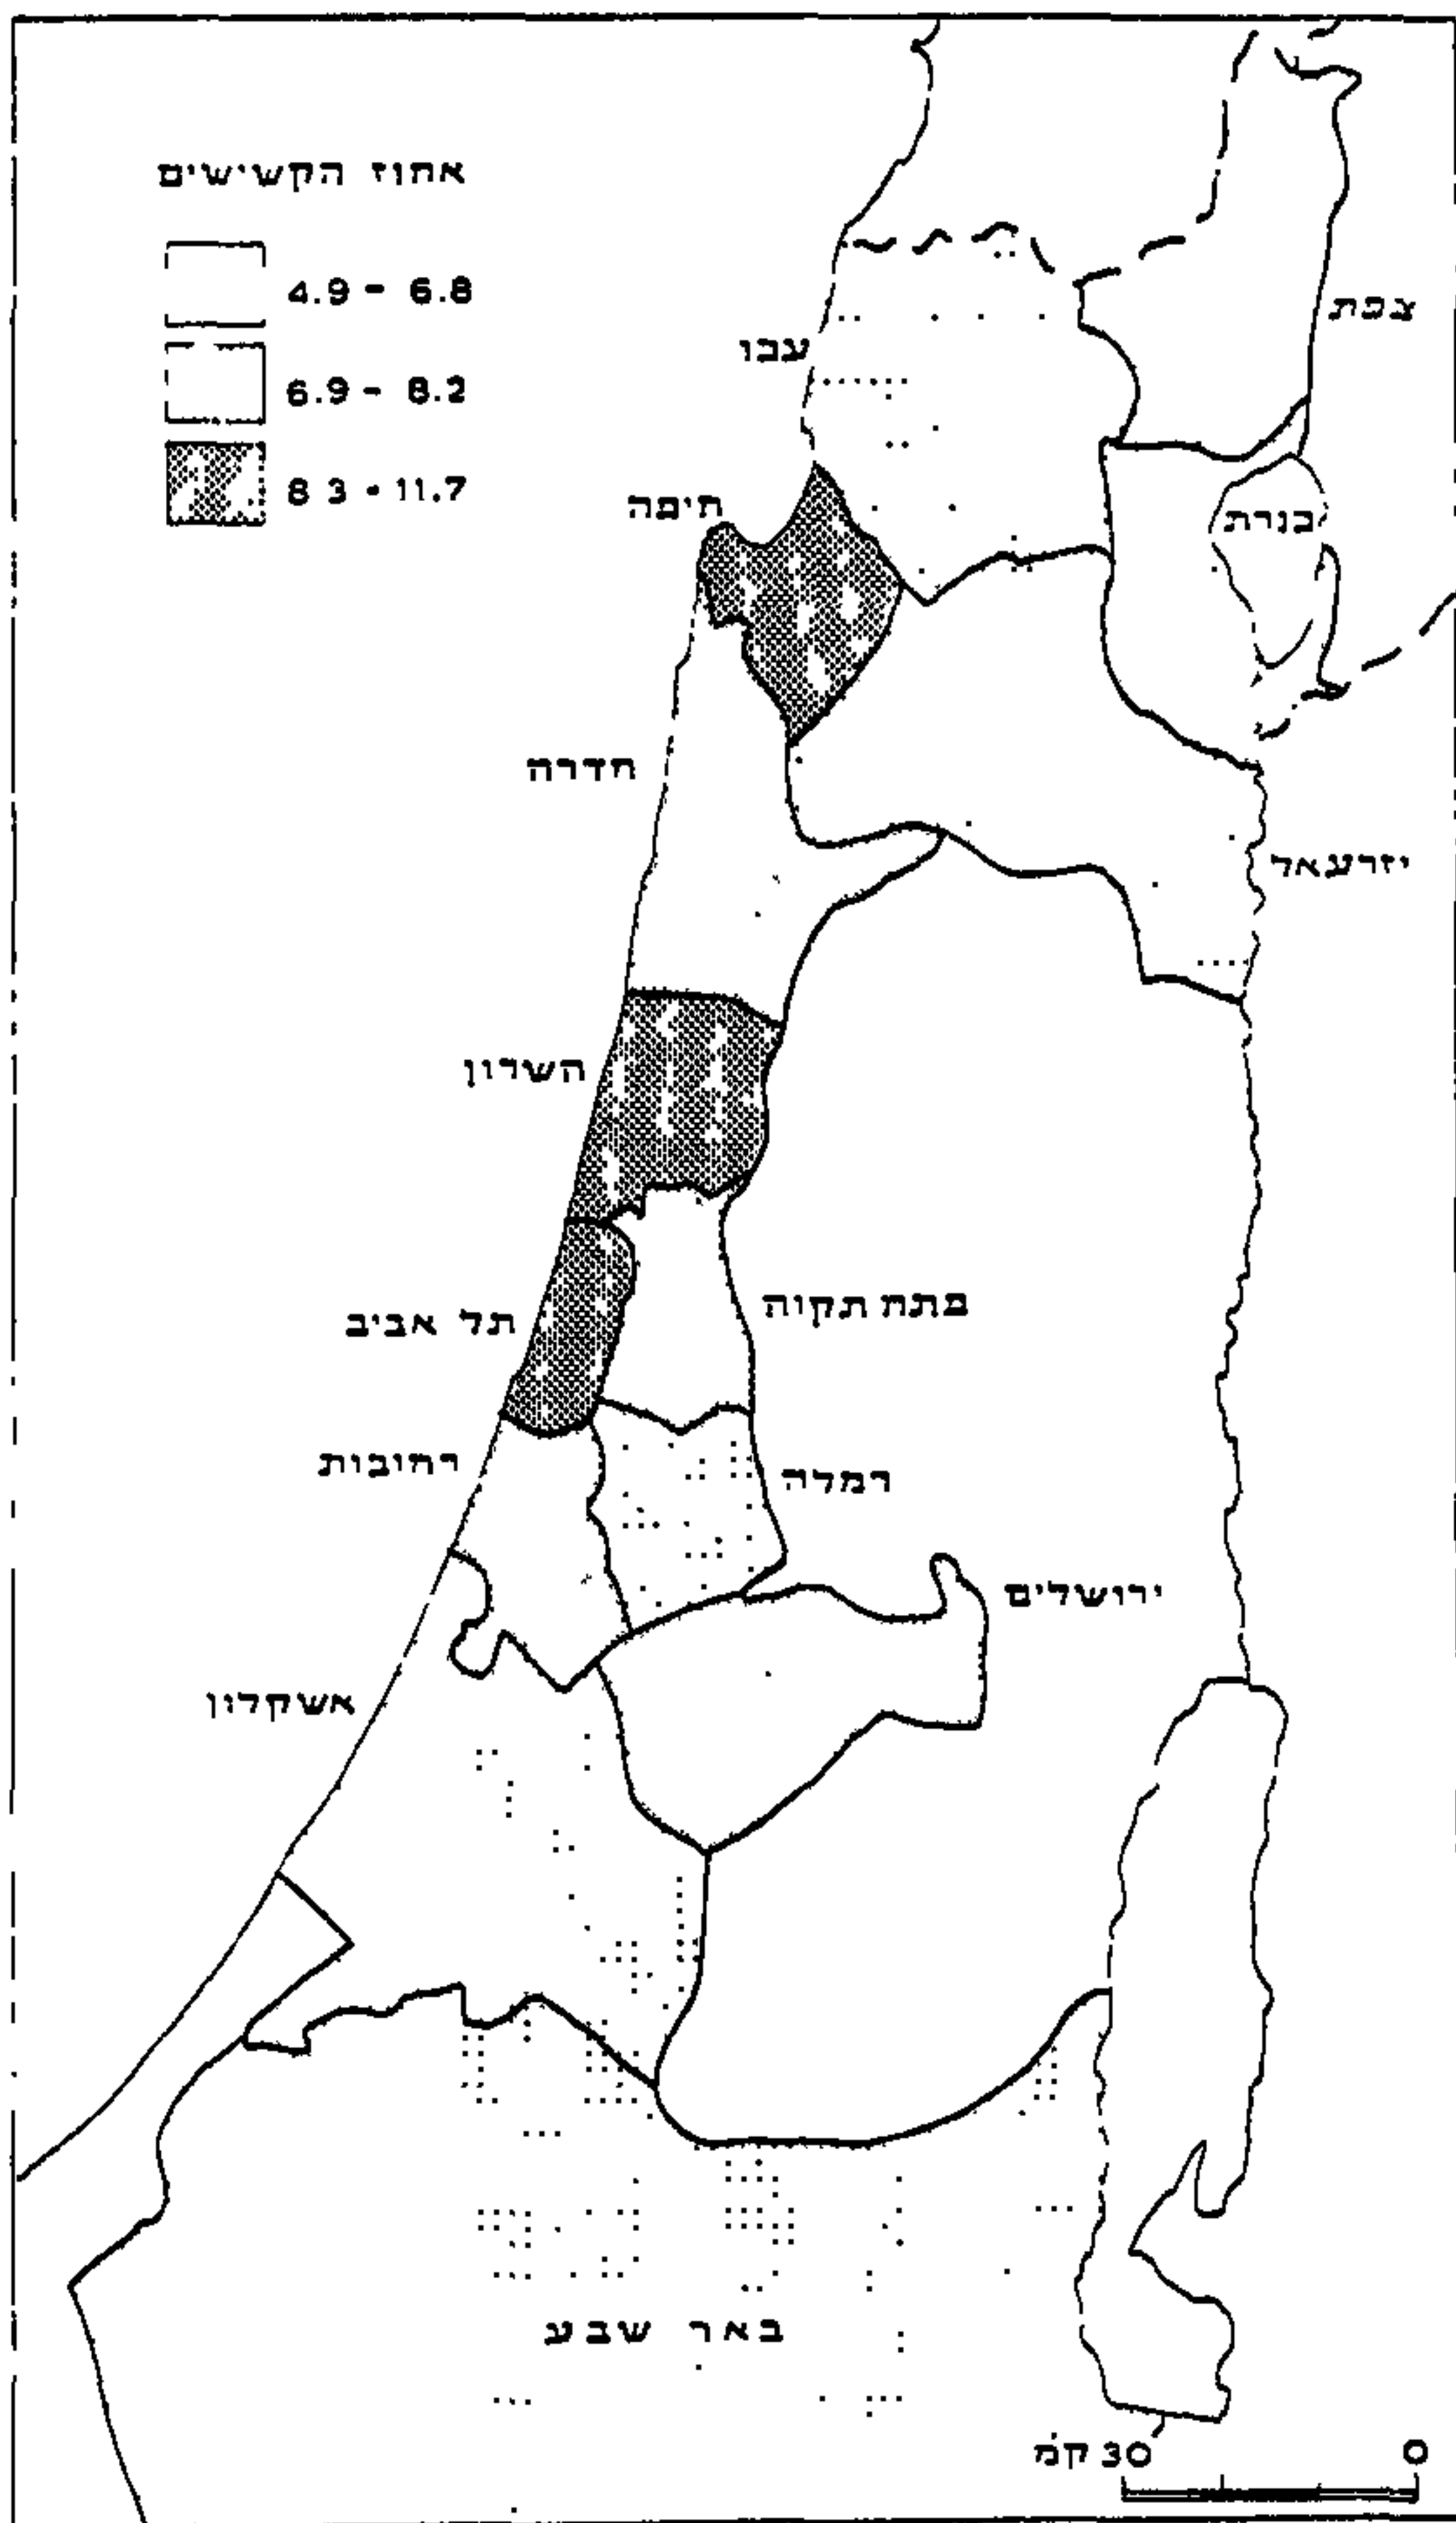 אחוז הקשישים
4.9 - 6.8
6.9 - 8.2
8 3 - 11.7
צפת
עכו
חיפה
כנרת
חדרה
יזרעאל
השרון
פתח תקוה
תל אביב
רחובות
רמלה
ירושלים
אשקלון
באר שבע
30 קמ 0